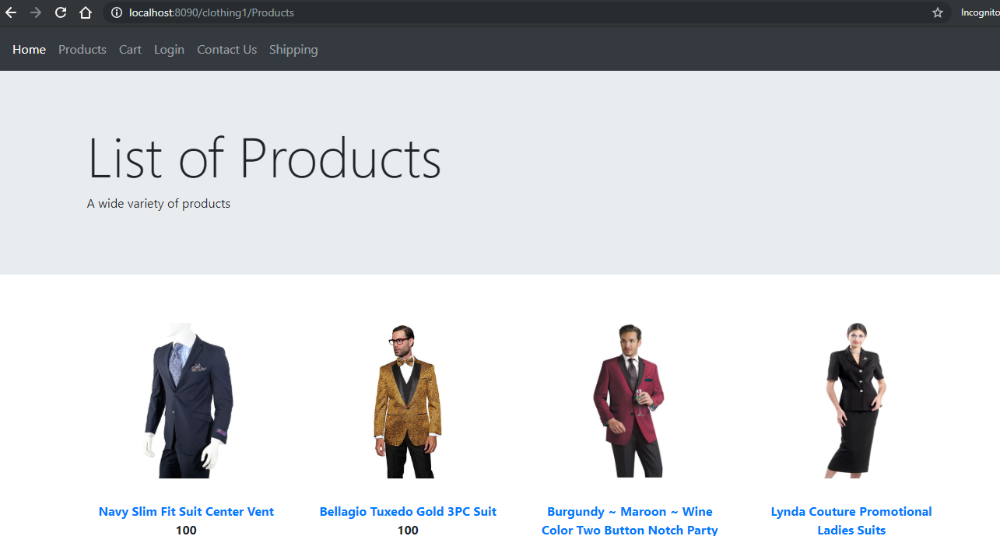 localhost:8090/clothing1/Products
Incognito
Home Products Cart Login Contact Us Shipping
List of Products
A wide variety of products
Navy Slim Fit Suit Center Vent
100
Bellagio Tuxedo Gold 3PC Suit
100
Burgundy ~ Maroon ~ Wine
Color Two Button Notch Party
Lynda Couture Promotional
Ladies Suits